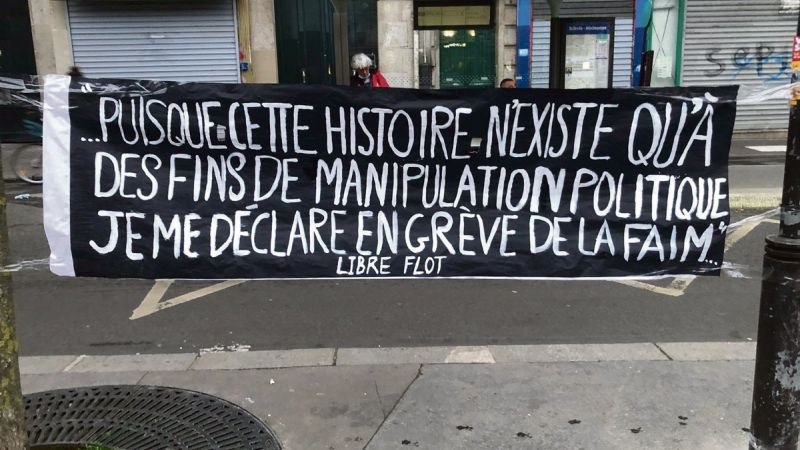 "...PUISQUE CETTE HISTOIRE N'EXISTE QU'À
DES FINS DE MANIPULATION POLITIQUE
JE ME DÉCLARE EN GRÈVE DE LA FAIM..."
LIBRE FLOT